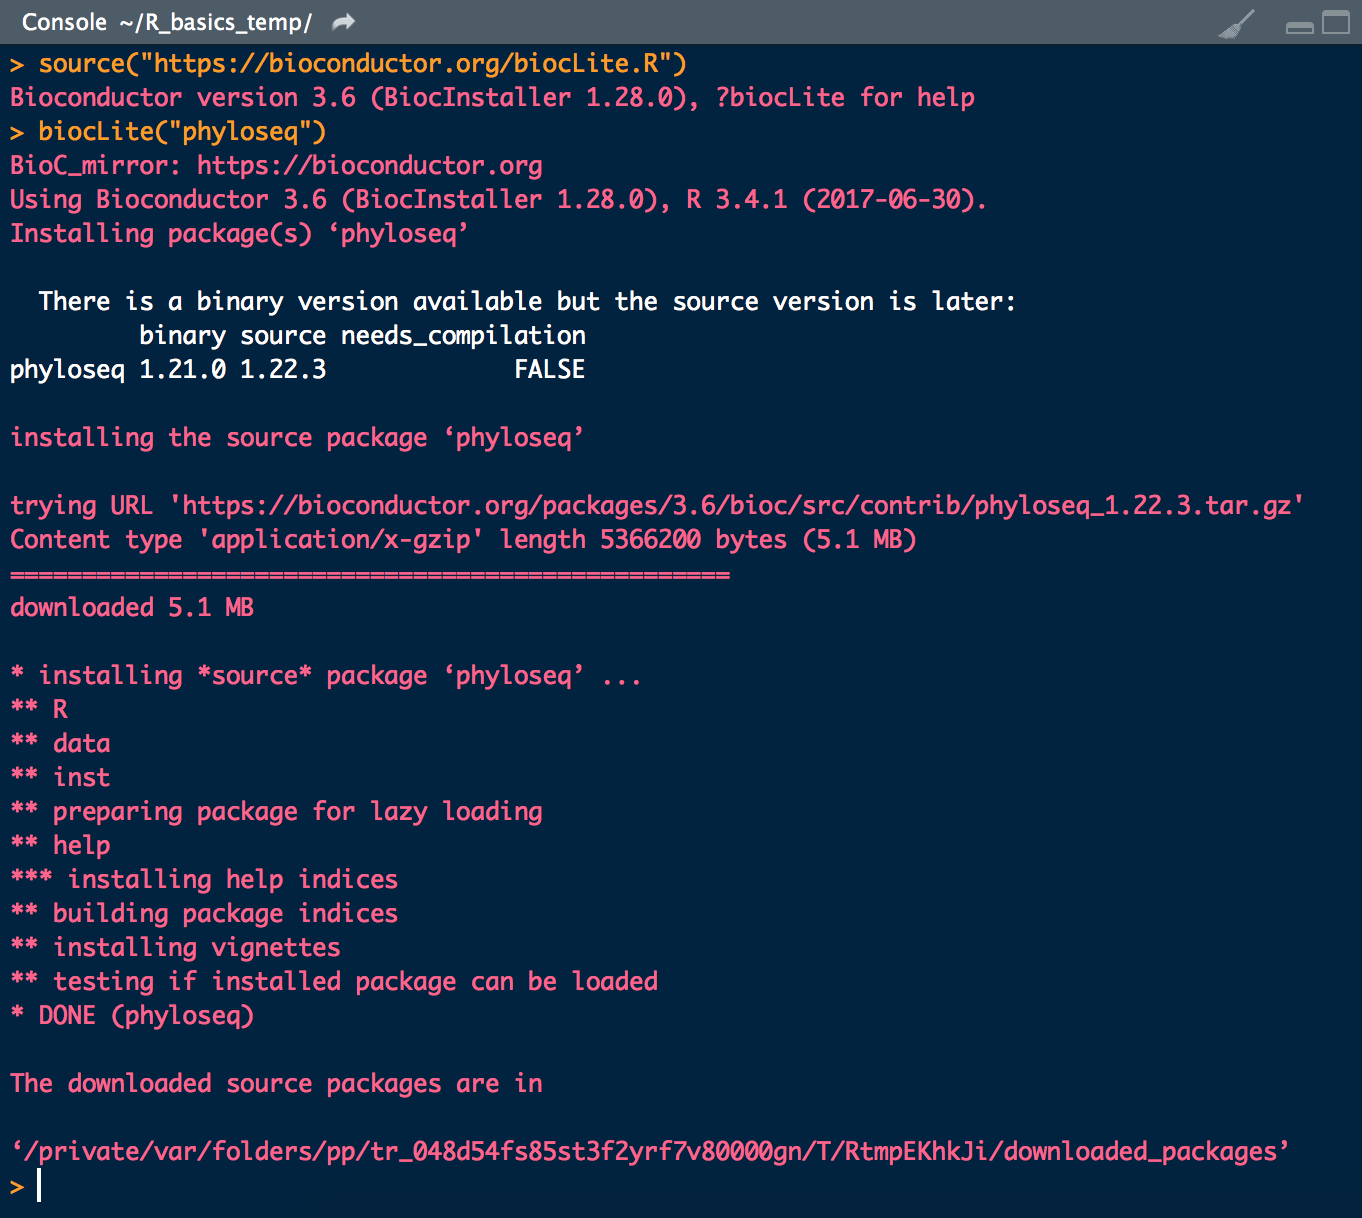 Console ~/R_basics_temp/
> source("https://bioconductor.org/biocLite.R")
Bioconductor version 3.6 (BiocInstaller 1.28.0), ?biocLite for help
> biocLite("phyloseq")
BioC_mirror: https://bioconductor.org
Using Bioconductor 3.6 (BiocInstaller 1.28.0), R 3.4.1 (2017-06-30).
Installing package(s) ‘phyloseq’
  There is a binary version available but the source version is later:
         binary source needs_compilation
phyloseq 1.21.0 1.22.3             FALSE
installing the source package ‘phyloseq’
trying URL 'https://bioconductor.org/packages/3.6/bioc/src/contrib/phyloseq_1.22.3.tar.gz'
Content type 'application/x-gzip' length 5366200 bytes (5.1 MB)
==================================================
downloaded 5.1 MB
* installing *source* package ‘phyloseq’ ...
** R
** data
** inst
** preparing package for lazy loading
** help
*** installing help indices
** building package indices
** installing vignettes
** testing if installed package can be loaded
* DONE (phyloseq)
The downloaded source packages are in
‘/private/var/folders/pp/tr_048d54fs85st3f2yrf7v80000gn/T/RtmpEKhkJi/downloaded_packages’
>